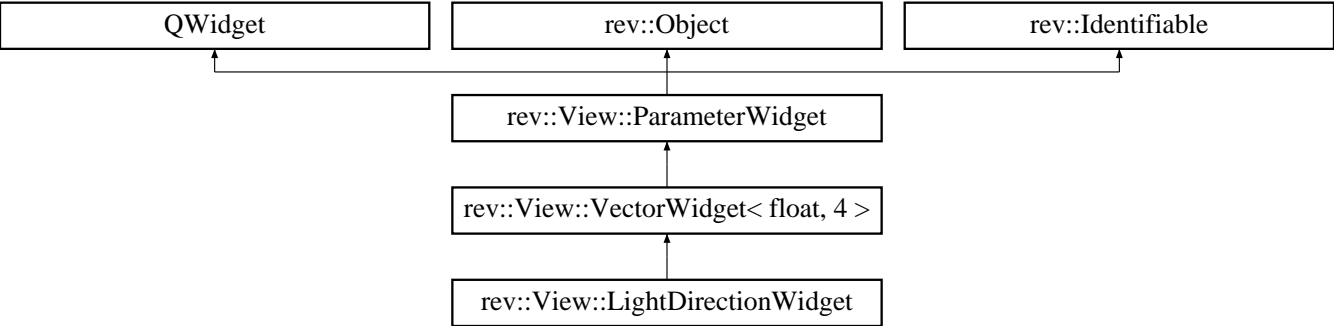 QWidget
rev::Object
rev::Identifiable
rev::View::ParameterWidget
rev::View::VectorWidget< float, 4 >
rev::View::LightDirectionWidget